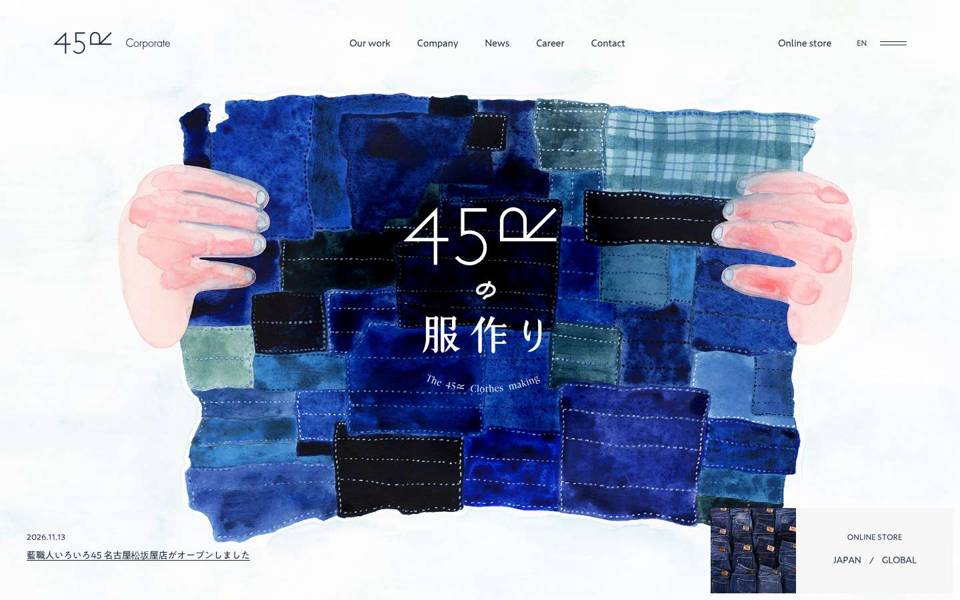 45R Corporate
Our work Company News Career Contact
Online store EN
45R
の
服作り
The 45R Clothes making
2026.11.13
藍職人いろいろ45 名古屋松坂屋店がオープンしました
ONLINE STORE
JAPAN / GLOBAL